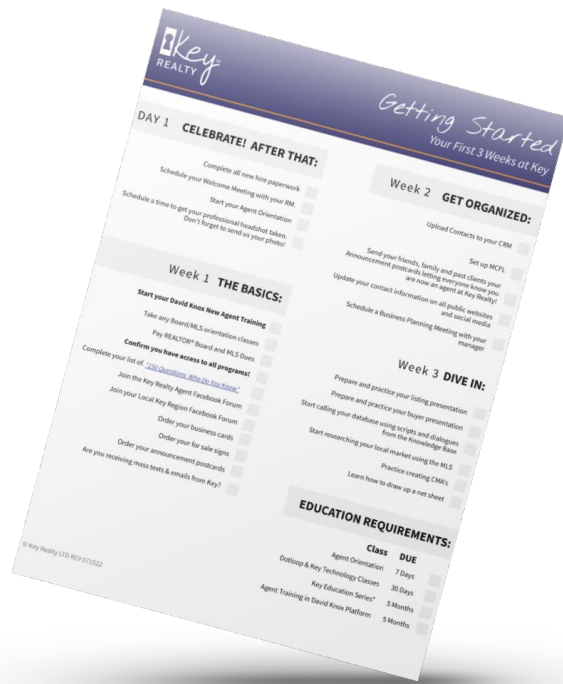 Key
REALTY
Getting Started
Your First 3 Weeks at Key
DAY 1 CELEBRATE! AFTER THAT:
Complete all new hire paperwork
Schedule your Welcome Meeting with your RM.
Start your Agent Orientation
Schedule a time to get your professional headshot taken.
Don't forget to send us your photo!
Week 1 THE BASICS:
Start your David Knox New Agent Training
Take any Board/MLS orientation classes
Pay REALTOR® Board and MLS Dues
Confirm you have access to all programs!
Complete your list of "150 Questions: Who Do You Know"
Join the Key Realty Agent Facebook Forum
Join your Local Key Region Facebook Forum
Order your business cards
Order your for sale signs
Order your announcement postcards
Are you receiving mass texts & emails from Key?
Week 2 GET ORGANIZED:
Upload Contacts to your CRM
Set up MCFL
Send your friends, family and past clients your
Announcement postcards letting everyone know you
are now an agent at Key Realty!
Update your contact information on all public websites
and social media
Schedule a Business Planning Meeting with your
manager
Week 3 DIVE IN:
Prepare and practice your listing presentation
Prepare and practice your buyer presentation
Start calling your database using scripts and dialogues
from the Knowledge Base
Start researching your local market using the MLS
Practice creating CMA's
Learn how to draw up a net sheet
EDUCATION REQUIREMENTS:
Class DUE
Agent Orientation 7 Days
Dotloop & Key Technology Classes 30 Days
Key Education Series* 5 Months
Agent Training in David Knox Platform 5 Months
© Key Realty LTD REV 071522